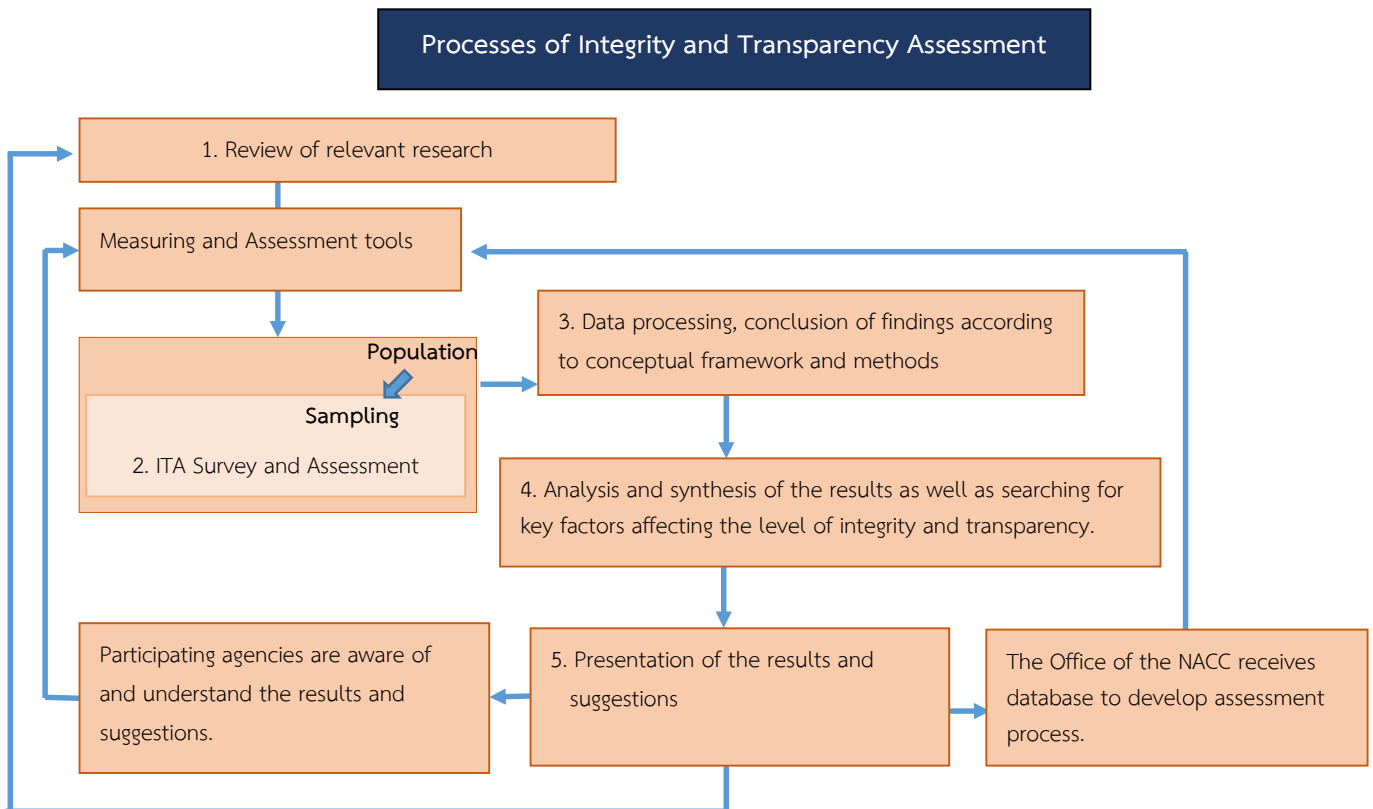 Processes of Integrity and Transparency Assessment
1. Review of relevant research
Measuring and Assessment tools
Population
Sampling
2. ITA Survey and Assessment
3. Data processing, conclusion of findings according
to conceptual framework and methods
4. Analysis and synthesis of the results as well as searching for
key factors affecting the level of integrity and transparency.
Participating agencies are aware of
and understand the results and
suggestions.
5. Presentation of the results and
suggestions
The Office of the NACC receives
database to develop assessment
process.